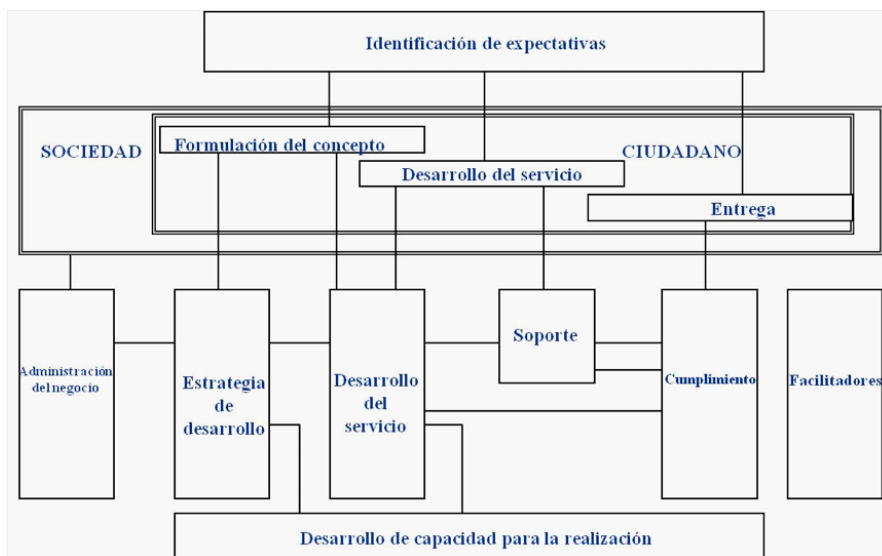 Identificación de expectativas
SOCIEDAD
Formulación del concepto
CIUDADANO
Desarrollo del servicio
Entrega
Administración
del negocio
Estrategia
de
desarrollo
Desarrollo
del
servicio
Soporte
Cumplimiento
Facilitadores
Desarrollo de capacidad para la realización